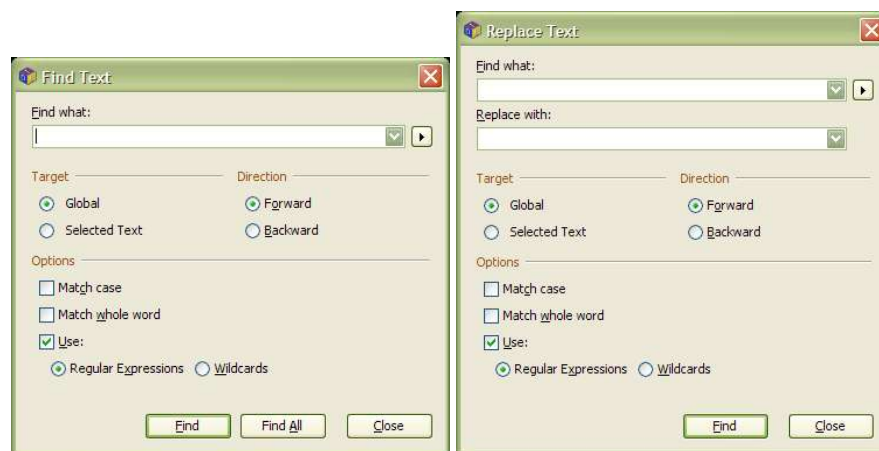 Find Text
Find what:
Target
Direction
Global
Forward
Selected Text
Backward
Options
Match case
Match whole word
Use:
Regular Expressions
Wildcards
Find
Find All
Close
Replace Text
Find what:
Replace with:
Target
Direction
Global
Forward
Selected Text
Backward
Options
Match case
Match whole word
Use:
Regular Expressions
Wildcards
Find
Close